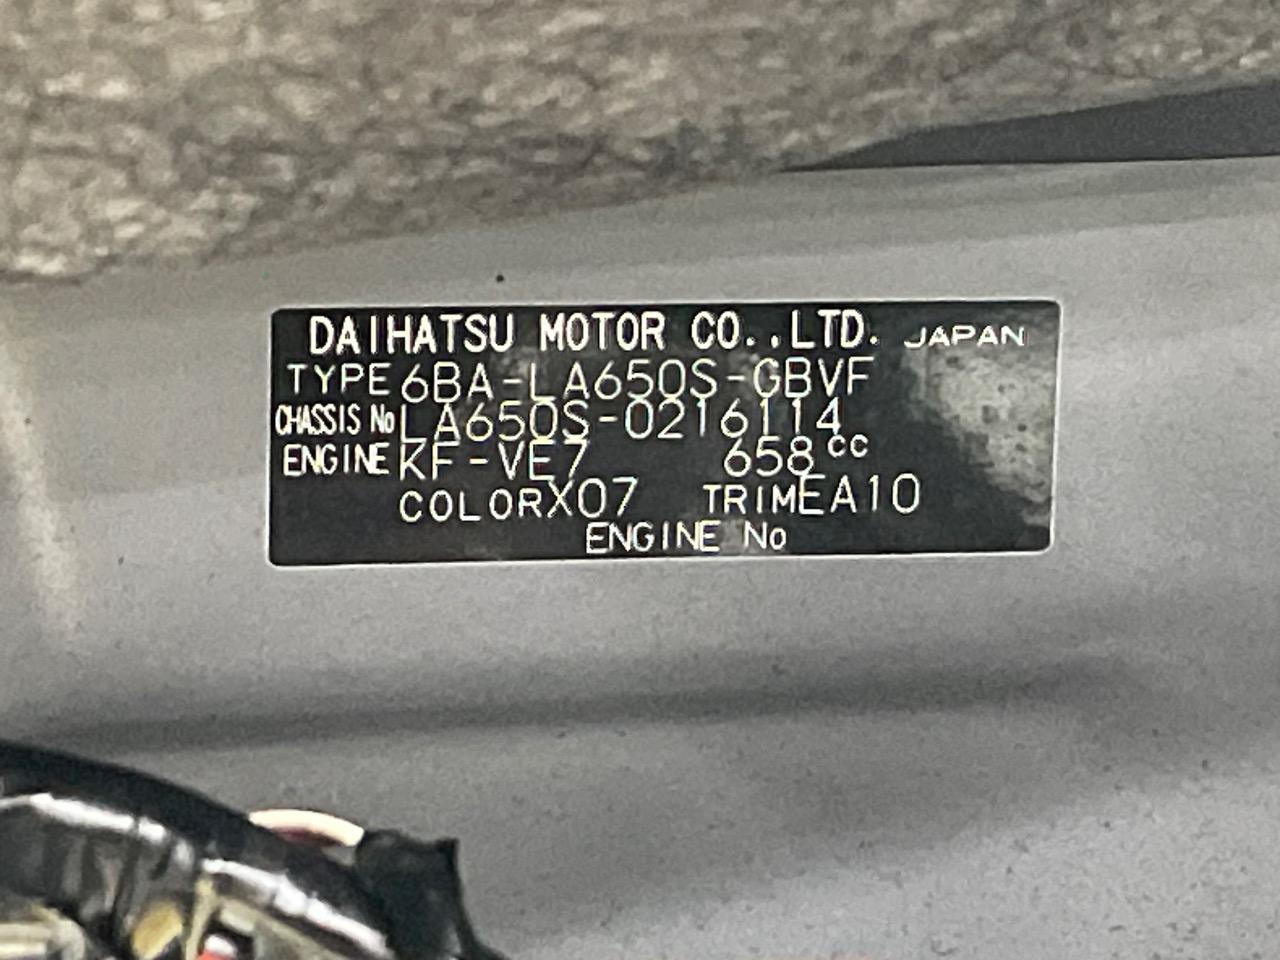 DAIHATSU MOTOR CO.,LTD. JAPAN
TYPE 6BA-LA650S-GBVF
CHASSIS No LA650S-0216114
ENGINE KF-VE7 658cc
COLOR X07 TRIM EA10
ENGINE No